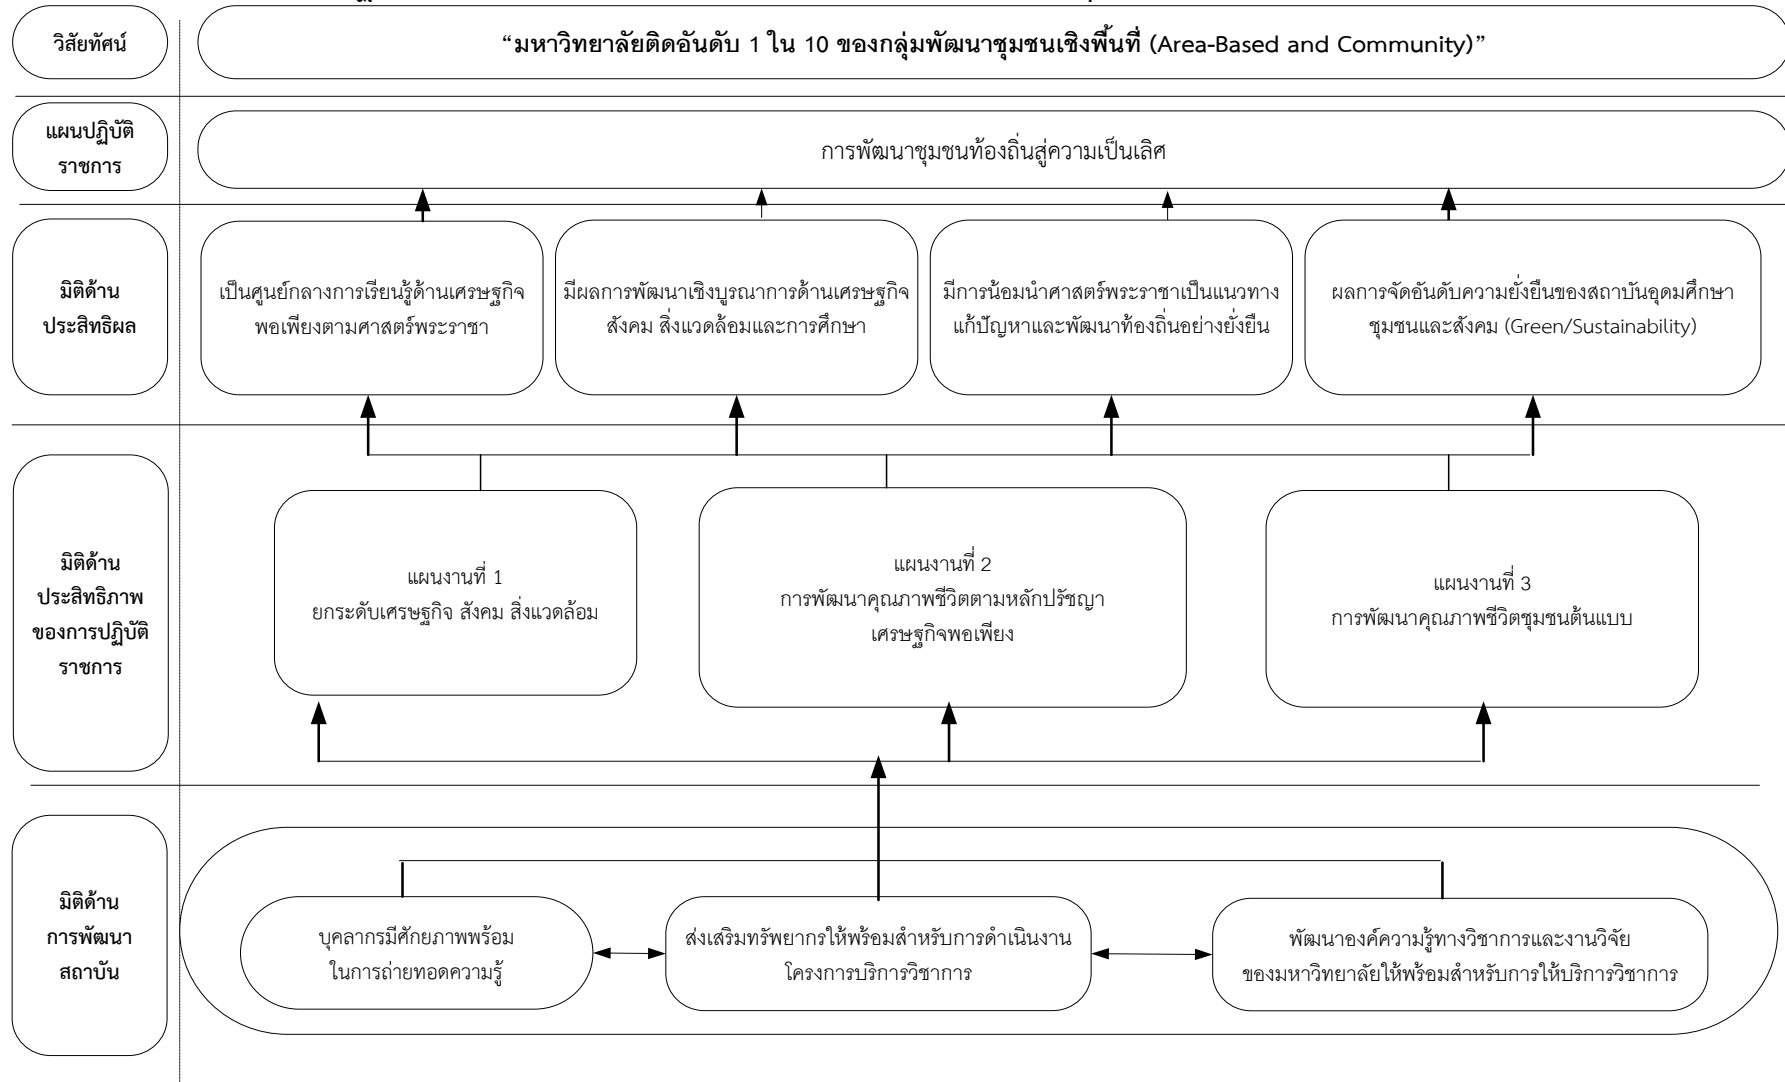 วิสัยทัศน์
“มหาวิทยาลัยติดอันดับ 1 ใน 10 ของกลุ่มพัฒนาชุมชนเชิงพื้นที่ (Area-Based and Community)”
แผนปฏิบัติ
ราชการ
การพัฒนาชุมชนท้องถิ่นสู่ความเป็นเลิศ
มิติด้าน
ประสิทธิผล
เป็นศูนย์กลางการเรียนรู้ด้านเศรษฐกิจ
พอเพียงตามศาสตร์พระราชา
มีผลการพัฒนาเชิงบูรณาการด้านเศรษฐกิจ
สังคม สิ่งแวดล้อมและการศึกษา
มีการน้อมนำศาสตร์พระราชาเป็นแนวทาง
แก้ปัญหาและพัฒนาท้องถิ่นอย่างยั่งยืน
ผลการจัดอันดับความยั่งยืนของสถาบันอุดมศึกษา
ชุมชนและสังคม (Green/Sustainability)
มิติด้าน
ประสิทธิภาพ
ของการปฏิบัติ
ราชการ
แผนงานที่ 1
ยกระดับเศรษฐกิจ สังคม สิ่งแวดล้อม
แผนงานที่ 2
การพัฒนาคุณภาพชีวิตตามหลักปรัชญา
เศรษฐกิจพอเพียง
แผนงานที่ 3
การพัฒนาคุณภาพชีวิตชุมชนต้นแบบ
มิติด้าน
การพัฒนา
สถาบัน
บุคลากรมีศักยภาพพร้อม
ในการถ่ายทอดความรู้
ส่งเสริมทรัพยากรให้พร้อมสำหรับการดำเนินงาน
โครงการบริการวิชาการ
พัฒนาองค์ความรู้ทางวิชาการและงานวิจัย
ของมหาวิทยาลัยให้พร้อมสำหรับการให้บริการวิชาการ